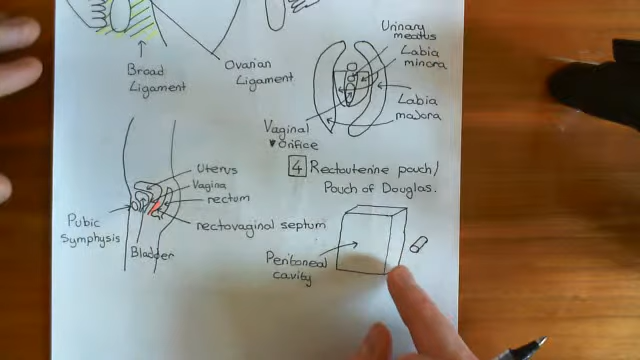 Broad
Ligament
Ovarian
Ligament
Urinary
meatus
Labia
minora
Labia
majora
Vaginal
Orifice
4 Rectouterine pouch/
Pouch of Douglas.
Uterus
Vagina
rectum
rectovaginal septum
Pubic
Symphysis
Bladder
Peritoneal
cavity